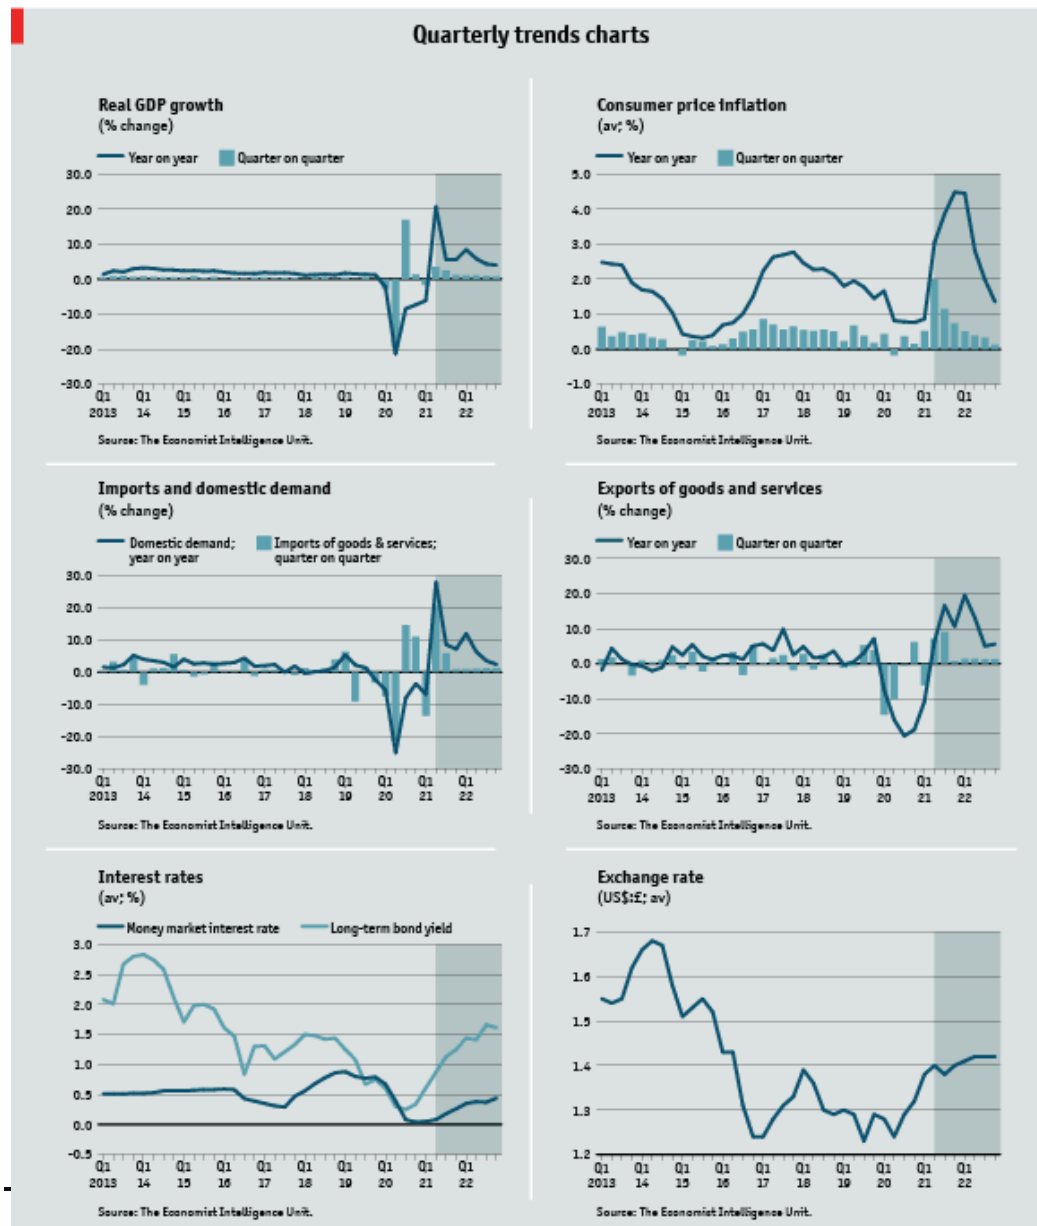 Quarterly trends charts
Real GDP growth
(% change)
Year on year Quarter on quarter
30.0
20.0
10.0
0.0
-10.0
-20.0
-30.0
Q1 Q1 Q1 Q1 Q1 Q1 Q1 Q1 Q1 Q1
2013 14 15 16 17 18 19 20 21 22
Source: The Economist Intelligence Unit.
Consumer price inflation
(av; %)
Year on year Quarter on quarter
5.0
4.0
3.0
2.0
1.0
0.0
-1.0
Q1 Q1 Q1 Q1 Q1 Q1 Q1 Q1 Q1 Q1
2013 14 15 16 17 18 19 20 21 22
Source: The Economist Intelligence Unit.
Imports and domestic demand
(% change)
Domestic demand; Imports of goods & services;
year on year quarter on quarter
30.0
20.0
10.0
0.0
-10.0
-20.0
-30.0
Q1 Q1 Q1 Q1 Q1 Q1 Q1 Q1 Q1 Q1
2013 14 15 16 17 18 19 20 21 22
Source: The Economist Intelligence Unit.
Exports of goods and services
(% change)
Year on year Quarter on quarter
30.0
20.0
10.0
0.0
-10.0
-20.0
-30.0
Q1 Q1 Q1 Q1 Q1 Q1 Q1 Q1 Q1 Q1
2013 14 15 16 17 18 19 20 21 22
Source: The Economist Intelligence Unit.
Interest rates
(av; %)
Money market interest rate Long-term bond yield
3.0
2.5
2.0
1.5
1.0
0.5
0.0
-0.5
Q1 Q1 Q1 Q1 Q1 Q1 Q1 Q1 Q1 Q1
2013 14 15 16 17 18 19 20 21 22
Source: The Economist Intelligence Unit.
Exchange rate
(US$:£; av)
1.7
1.6
1.5
1.4
1.3
1.2
Q1 Q1 Q1 Q1 Q1 Q1 Q1 Q1 Q1 Q1
2013 14 15 16 17 18 19 20 21 22
Source: The Economist Intelligence Unit.